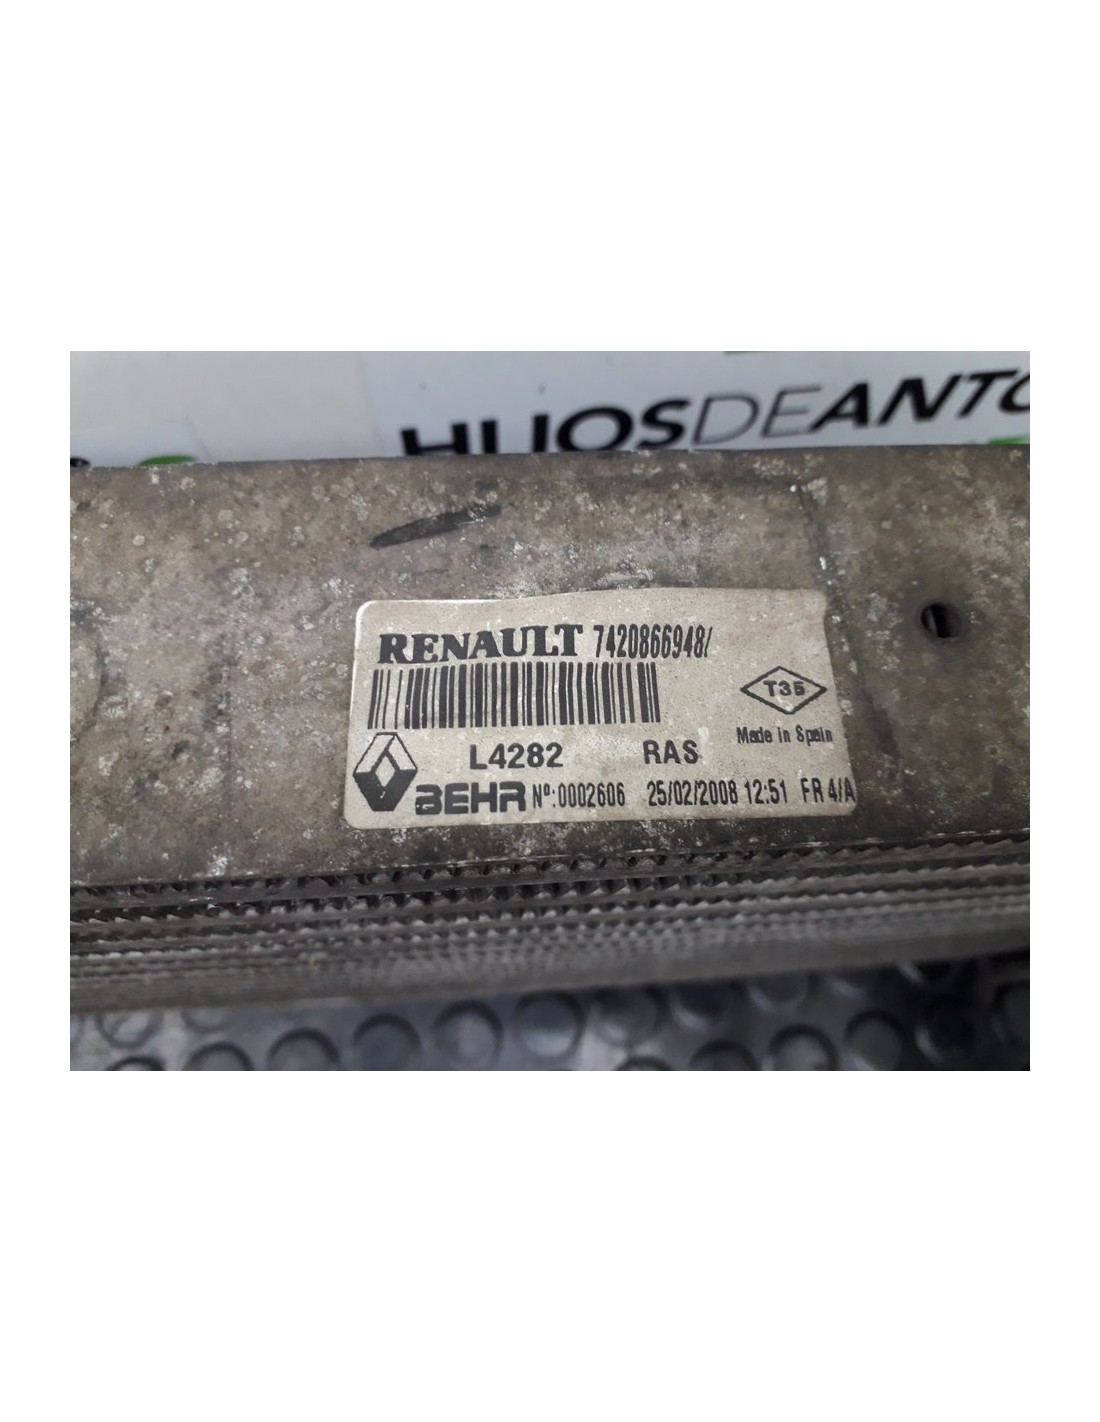 HIJOSDEANTO
RENAULT 7420866948/
T35
Made in Spain
L4282 RAS
BEHR Nº:0002606 25/02/2008 12:51 FR 4/A